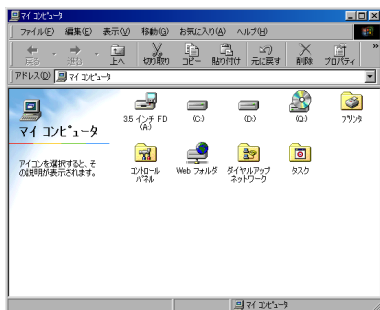 マイ コンピュータ
ファイル(F) 編集(E) 表示(V) 移動(G) お気に入り(A) ヘルプ(H)
戻る 進む 上へ 切り取り コピー 貼り付け 元に戻す 削除 プロパティ »
アドレス(D) マイ コンピュータ
マイ コンピュータ
アイコンを選択すると、そ
の説明が表示されます。
3.5 インチ FD
(A:)
(C:)
(D:)
(Q:)
プリンタ
コントロール
パネル
Web フォルダ
ダイヤルアップ
ネットワーク
タスク
マイ コンピュータ